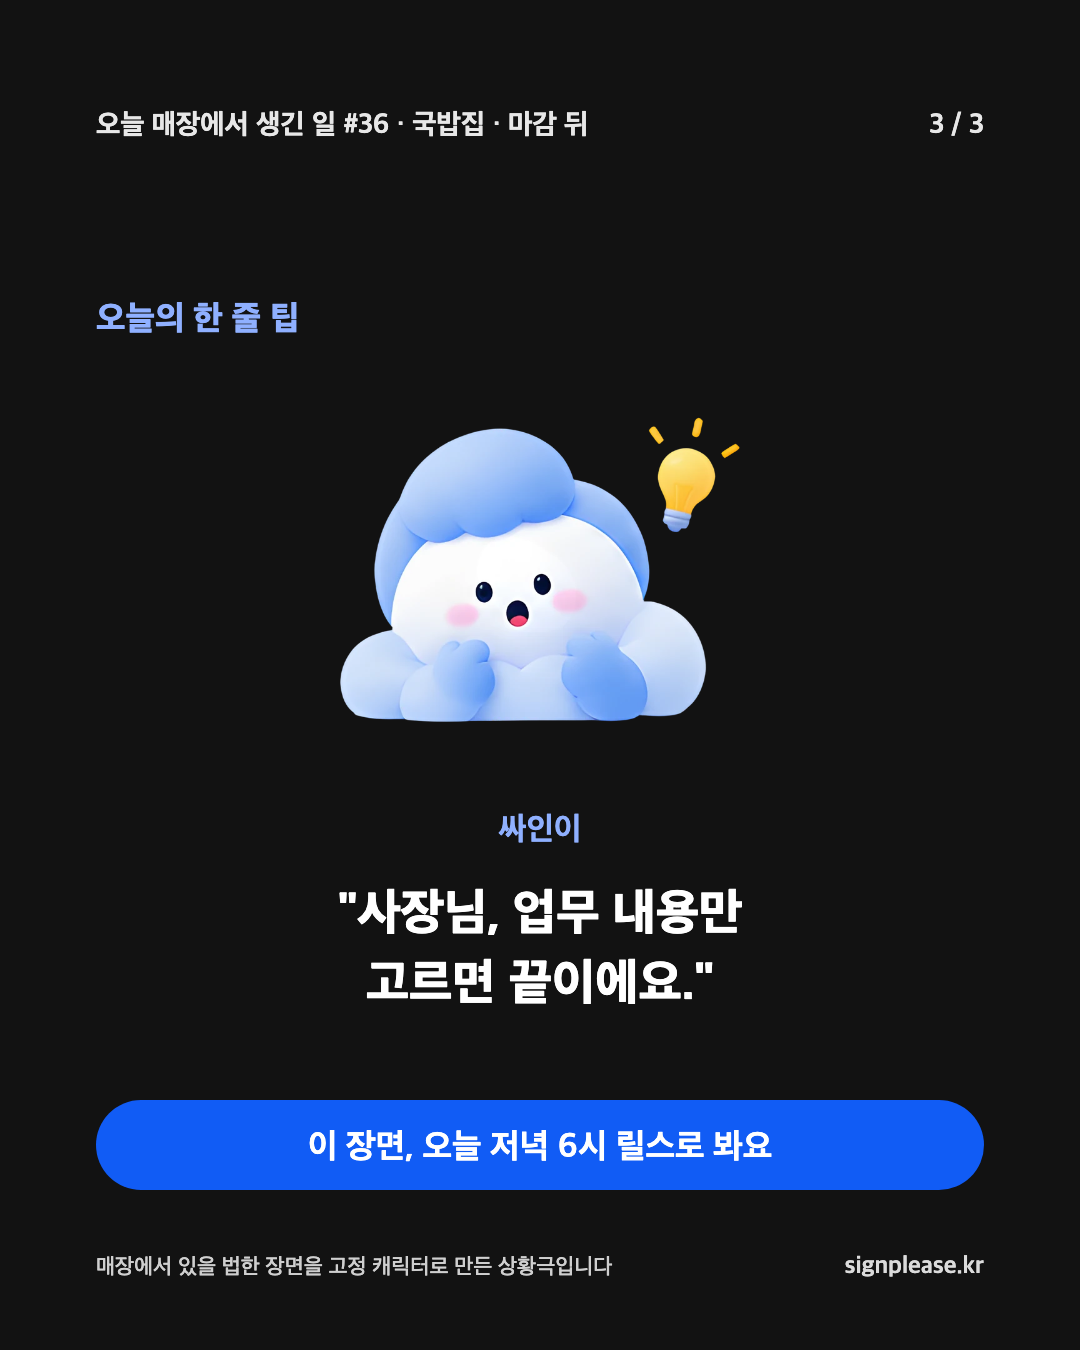 오늘 매장에서 생긴 일 #36 · 국밥집 · 마감 뒤
3 / 3
오늘의 한 줄 팁
싸인이
"사장님, 업무 내용만
고르면 끝이에요."
이 장면, 오늘 저녁 6시 릴스로 봐요
매장에서 있을 법한 장면을 고정 캐릭터로 만든 상황극입니다
signplease.kr